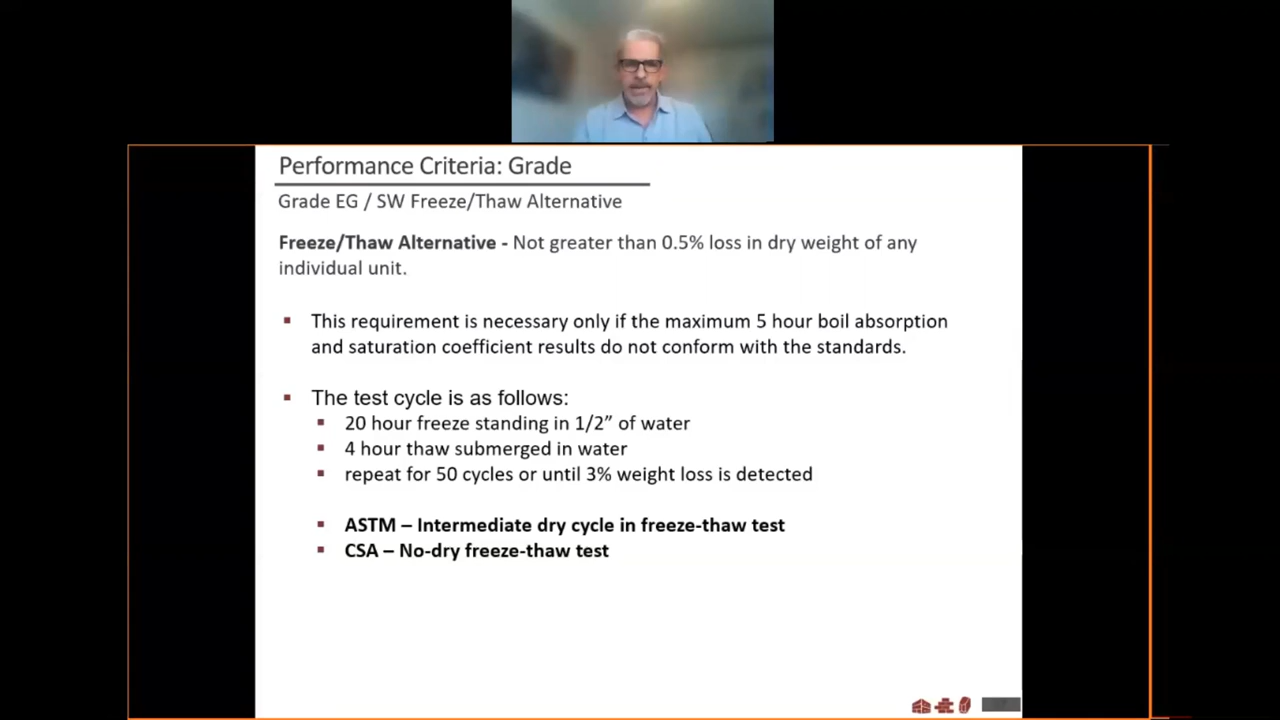 Performance Criteria: Grade
Grade EG / SW Freeze/Thaw Alternative
Freeze/Thaw Alternative - Not greater than 0.5% loss in dry weight of any
individual unit.
This requirement is necessary only if the maximum 5 hour boil absorption
and saturation coefficient results do not conform with the standards.
The test cycle is as follows:
20 hour freeze standing in 1/2” of water
4 hour thaw submerged in water
repeat for 50 cycles or until 3% weight loss is detected
ASTM – Intermediate dry cycle in freeze-thaw test
CSA – No-dry freeze-thaw test